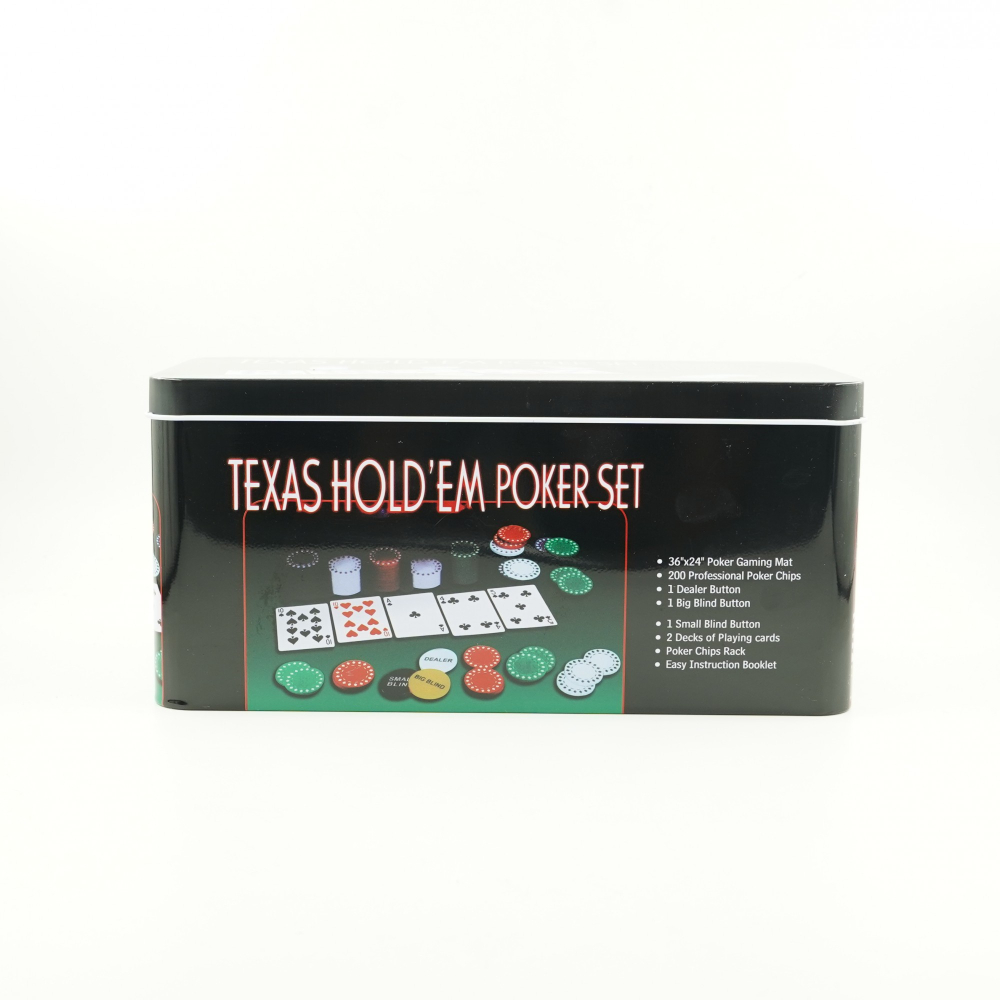 TEXAS HOLD'EM POKER SET
• 36"x24" Poker Gaming Mat
• 200 Professional Poker Chips
• 1 Dealer Button
• 1 Big Blind Button
• 1 Small Blind Button
• 2 Decks of Playing cards
• Poker Chips Rack
• Easy Instruction Booklet
10
A
DEALER
BIG BLIND